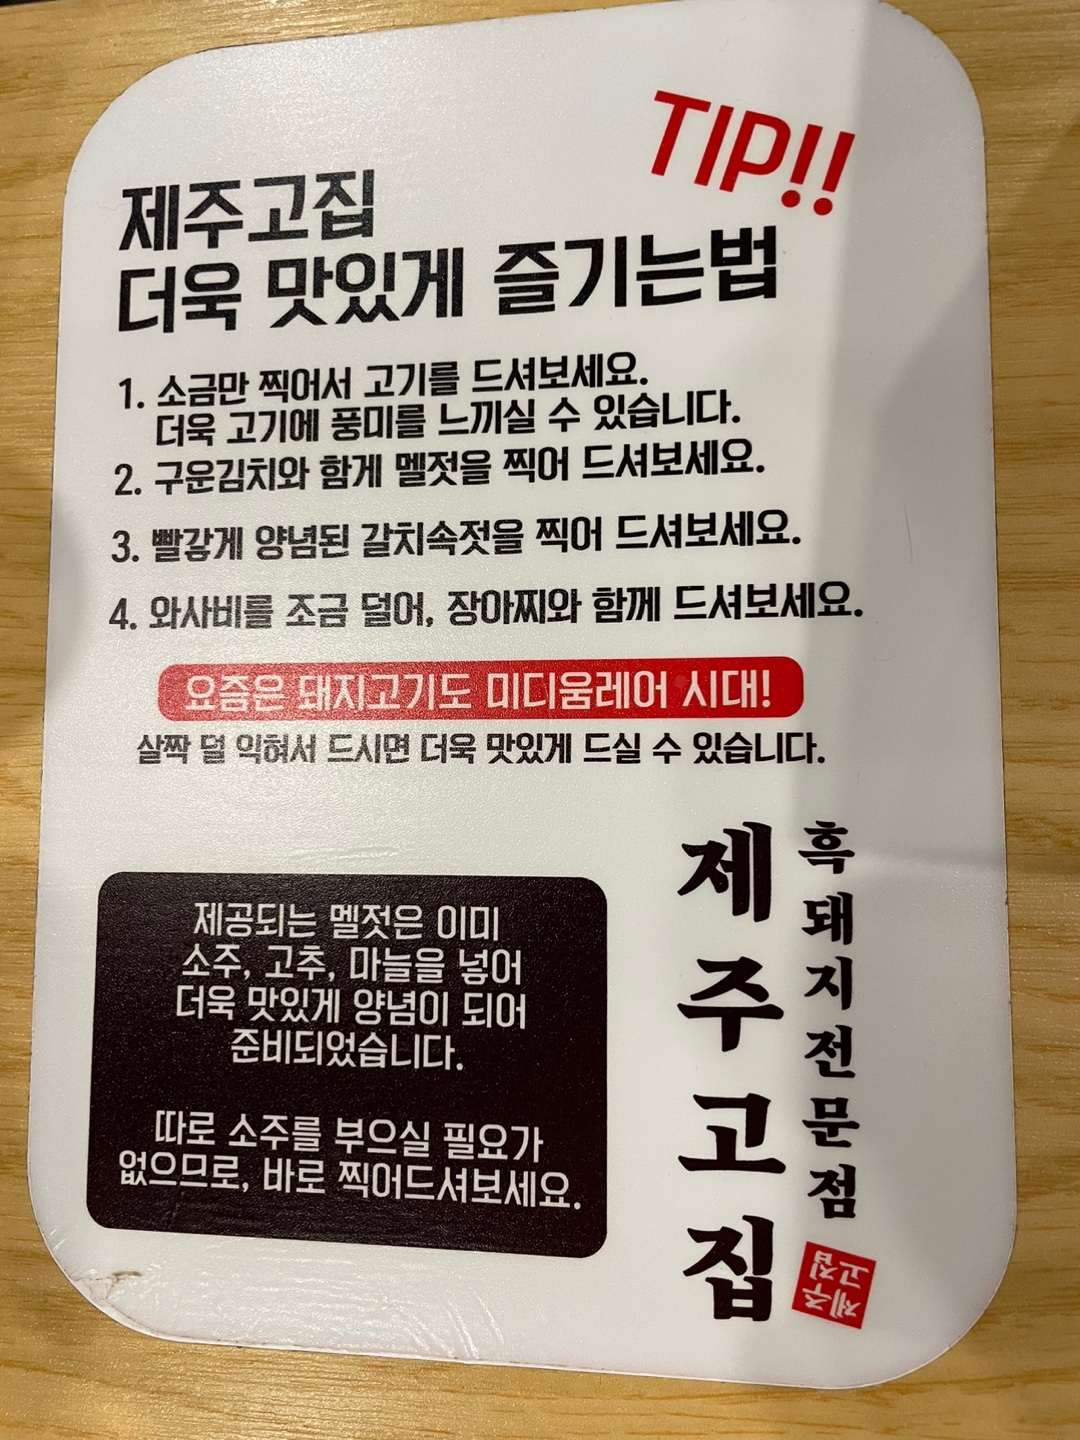 TIP!!
제주고집
더욱 맛있게 즐기는법
1. 소금만 찍어서 고기를 드셔보세요.
더욱 고기에 풍미를 느끼실 수 있습니다.
2. 구운김치와 함게 멜젓을 찍어 드셔보세요.
3. 빨갛게 양념된 갈치속젓을 찍어 드셔보세요.
4. 와사비를 조금 덜어, 장아찌와 함께 드셔보세요.
요즘은 돼지고기도 미디움레어 시대!
살짝 덜 익혀서 드시면 더욱 맛있게 드실 수 있습니다.
제공되는 멜젓은 이미
소주, 고추, 마늘을 넣어
더욱 맛있게 양념이 되어
준비되었습니다.
따로 소주를 부으실 필요가
없으므로, 바로 찍어드셔보세요.
흑돼지전문점
제주고집
제주고집